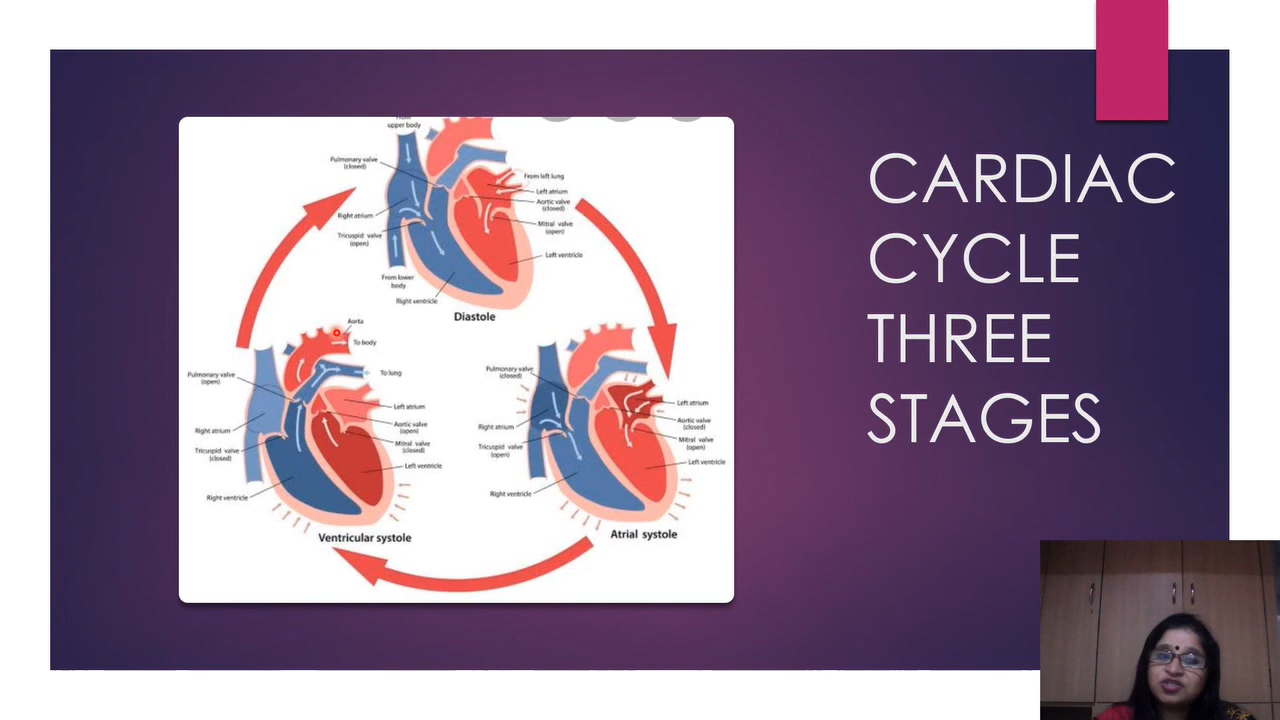 CARDIAC
CYCLE
THREE
STAGES
From
upper body
Pulmonary valve
(closed)
From left lung
Left atrium
Aortic valve
(closed)
Right atrium
Mitral valve
(open)
Tricuspid valve
(open)
Left ventricle
From lower
body
Right ventricle
Diastole
Aorta
To body
Pulmonary valve
(open)
To lung
Left atrium
Right atrium
Aortic valve
(open)
Mitral valve
(closed)
Tricuspid valve
(closed)
Left ventricle
Right ventricle
Ventricular systole
Pulmonary valve
(closed)
Left atrium
Right atrium
Aortic valve
(closed)
Mitral valve
(open)
Tricuspid valve
(open)
Left ventricle
Right ventricle
Atrial systole